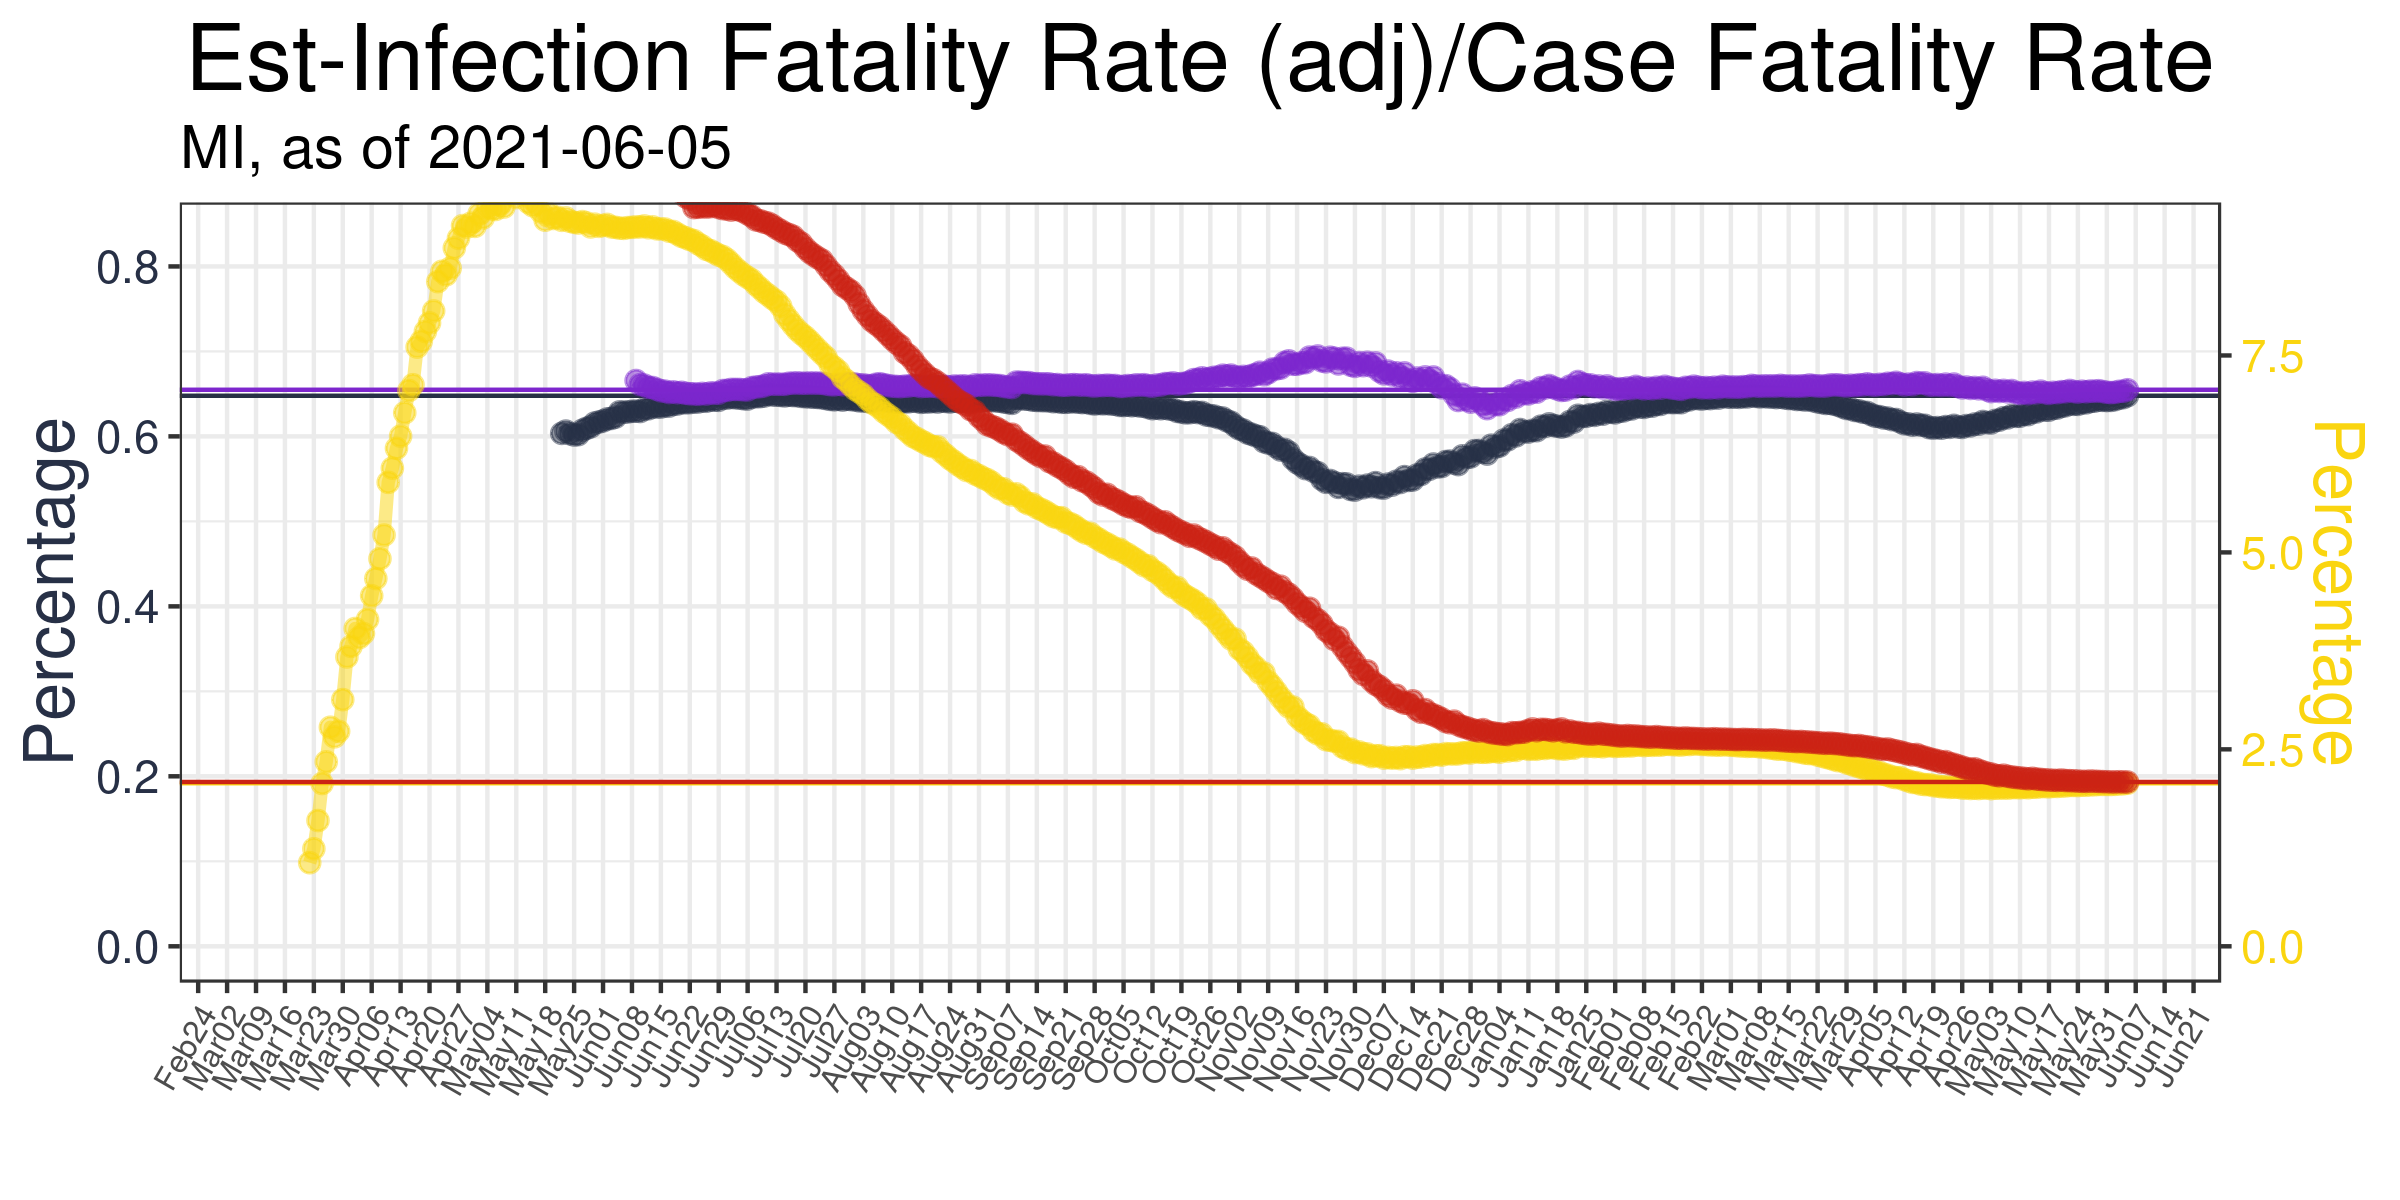 Est-Infection Fatality Rate (adj)/Case Fatality Rate
MI, as of 2021-06-05
Percentage
0.8
0.6
0.4
0.2
0.0
7.5
5.0
2.5
0.0
Percentage
Feb24
Mar02
Mar09
Mar16
Mar23
Mar30
Apr06
Apr13
Apr20
Apr27
May04
May11
May18
May25
Jun01
Jun08
Jun15
Jun22
Jun29
Jul06
Jul13
Jul20
Jul27
Aug03
Aug10
Aug17
Aug24
Aug31
Sep07
Sep14
Sep21
Sep28
Oct05
Oct12
Oct19
Oct26
Nov02
Nov09
Nov16
Nov23
Nov30
Dec07
Dec14
Dec21
Dec28
Jan04
Jan11
Jan18
Jan25
Feb01
Feb08
Feb15
Feb22
Mar01
Mar08
Mar15
Mar22
Mar29
Apr05
Apr12
Apr19
Apr26
May03
May10
May17
May24
May31
Jun07
Jun14
Jun21